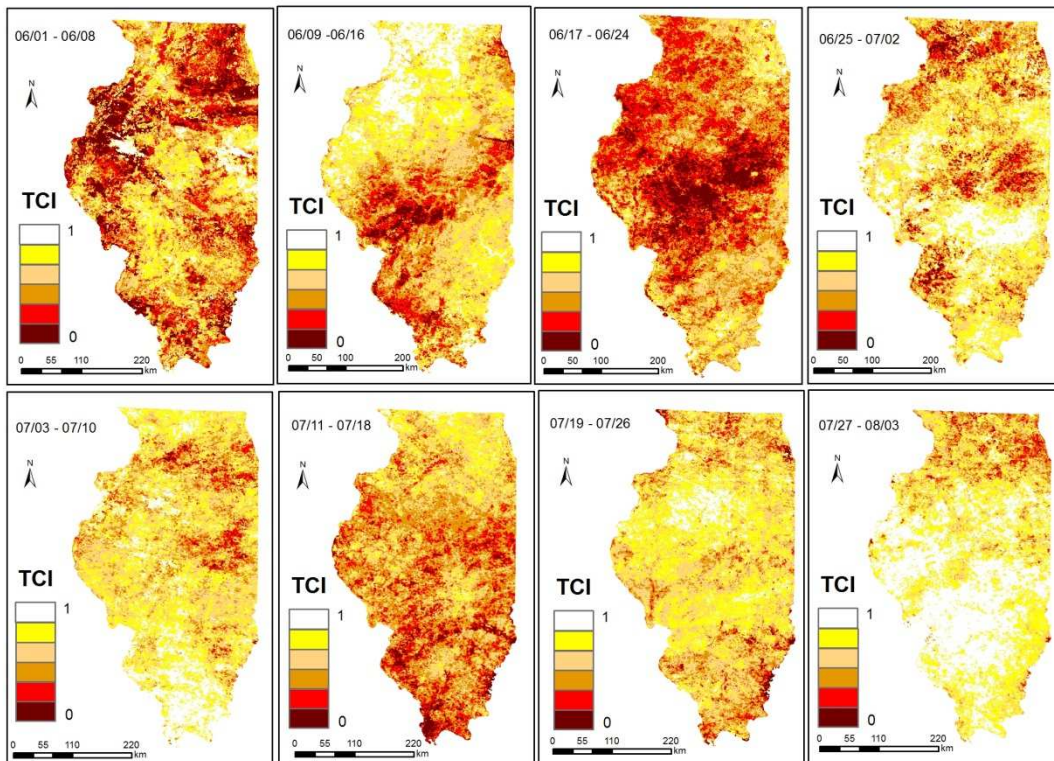 06/01 - 06/08
N
TCI
1
0
0 55 110 220
km
06/09 -06/16
N
TCI
1
0
0 50 100 200
km
06/17 - 06/24
N
TCI
1
0
0 50 100 200
km
06/25 - 07/02
N
TCI
1
0
0 50 100 200
km
07/03 - 07/10
N
TCI
1
0
0 55 110 220
km
07/11 - 07/18
N
TCI
1
0
0 55 110 220
km
07/19 - 07/26
N
TCI
1
0
0 55 110 220
km
07/27 - 08/03
N
TCI
1
0
0 55 110 220
km